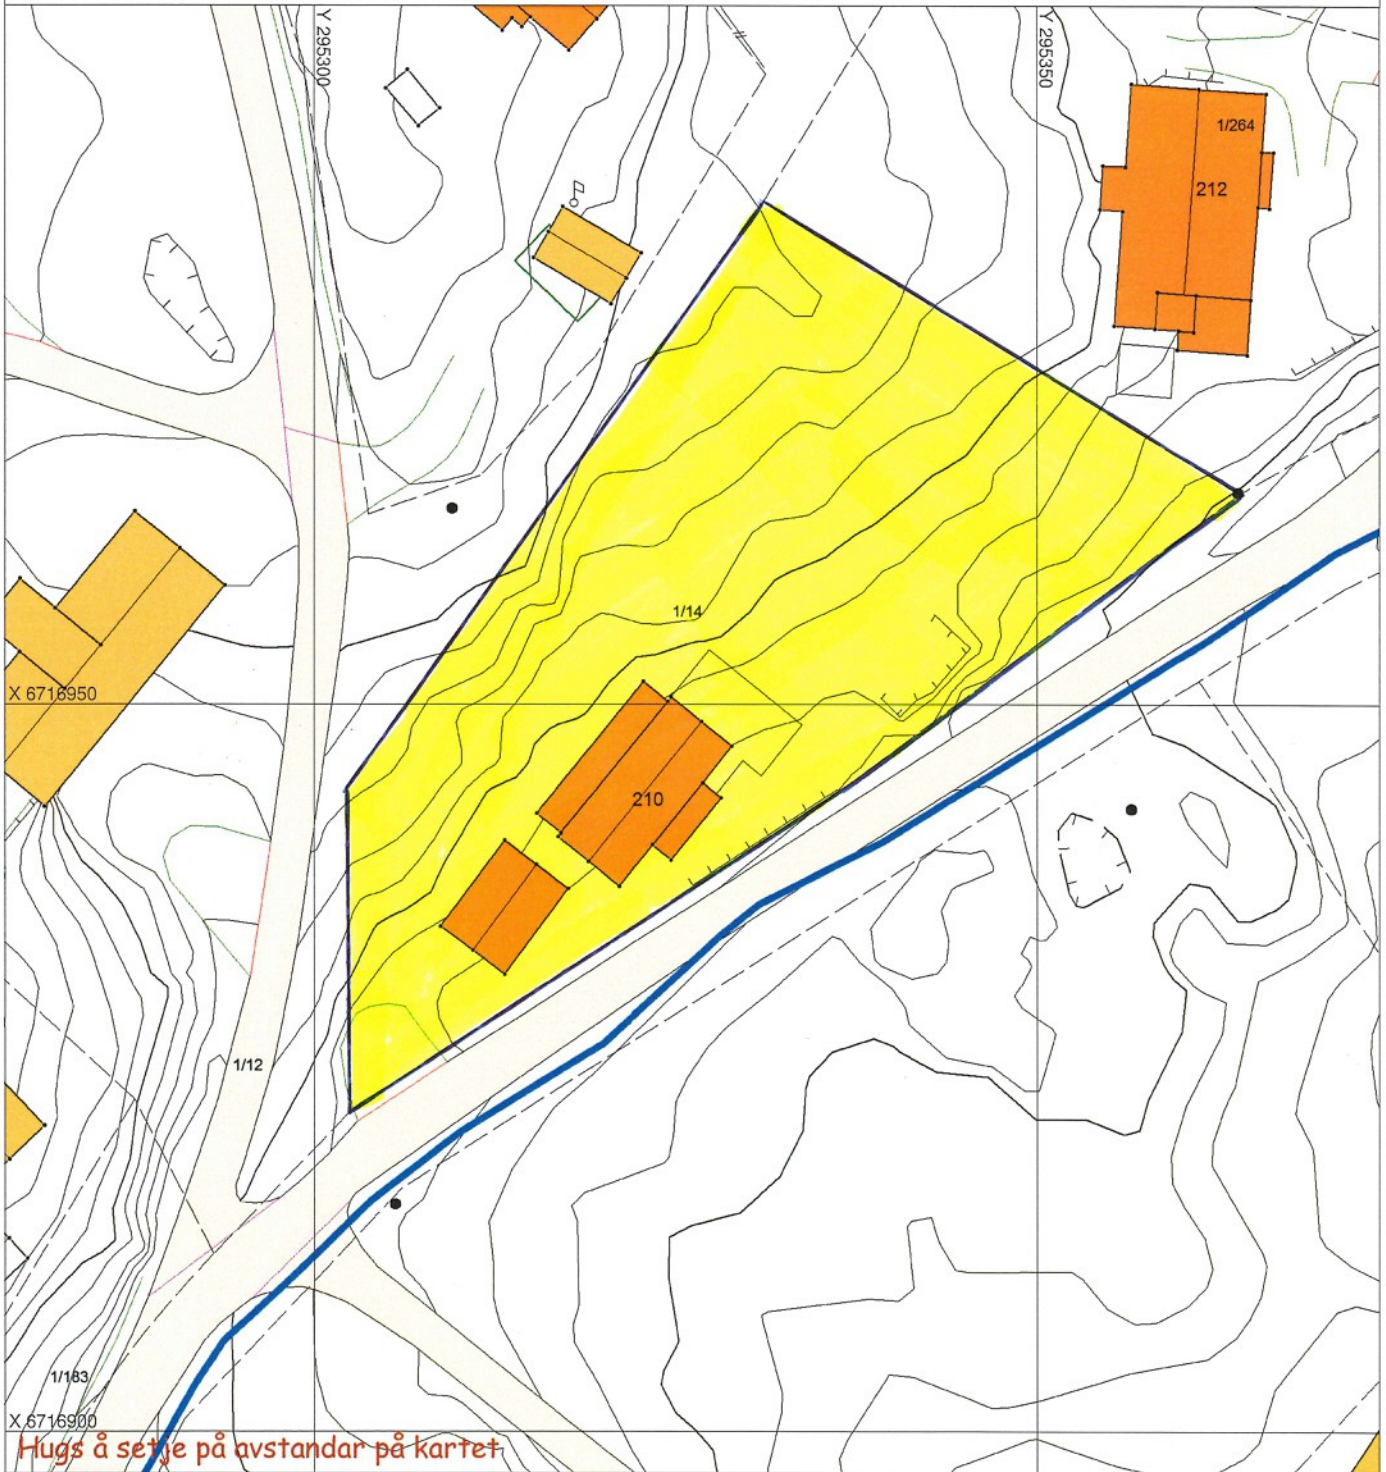 Y 295300
Y 295350
1/264
212
1/14
X 6716950
210
1/12
1/183
X 6716900
Hugs å setje på avstandar på kartet